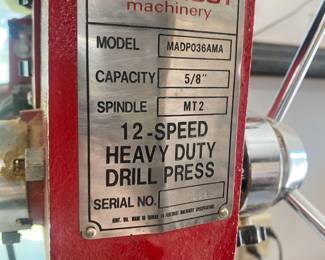 machinery
MODEL MADP036AMA
CAPACITY 5/8"
SPINDLE MT2
12-SPEED
HEAVY DUTY
DRILL PRESS
SERIAL NO.